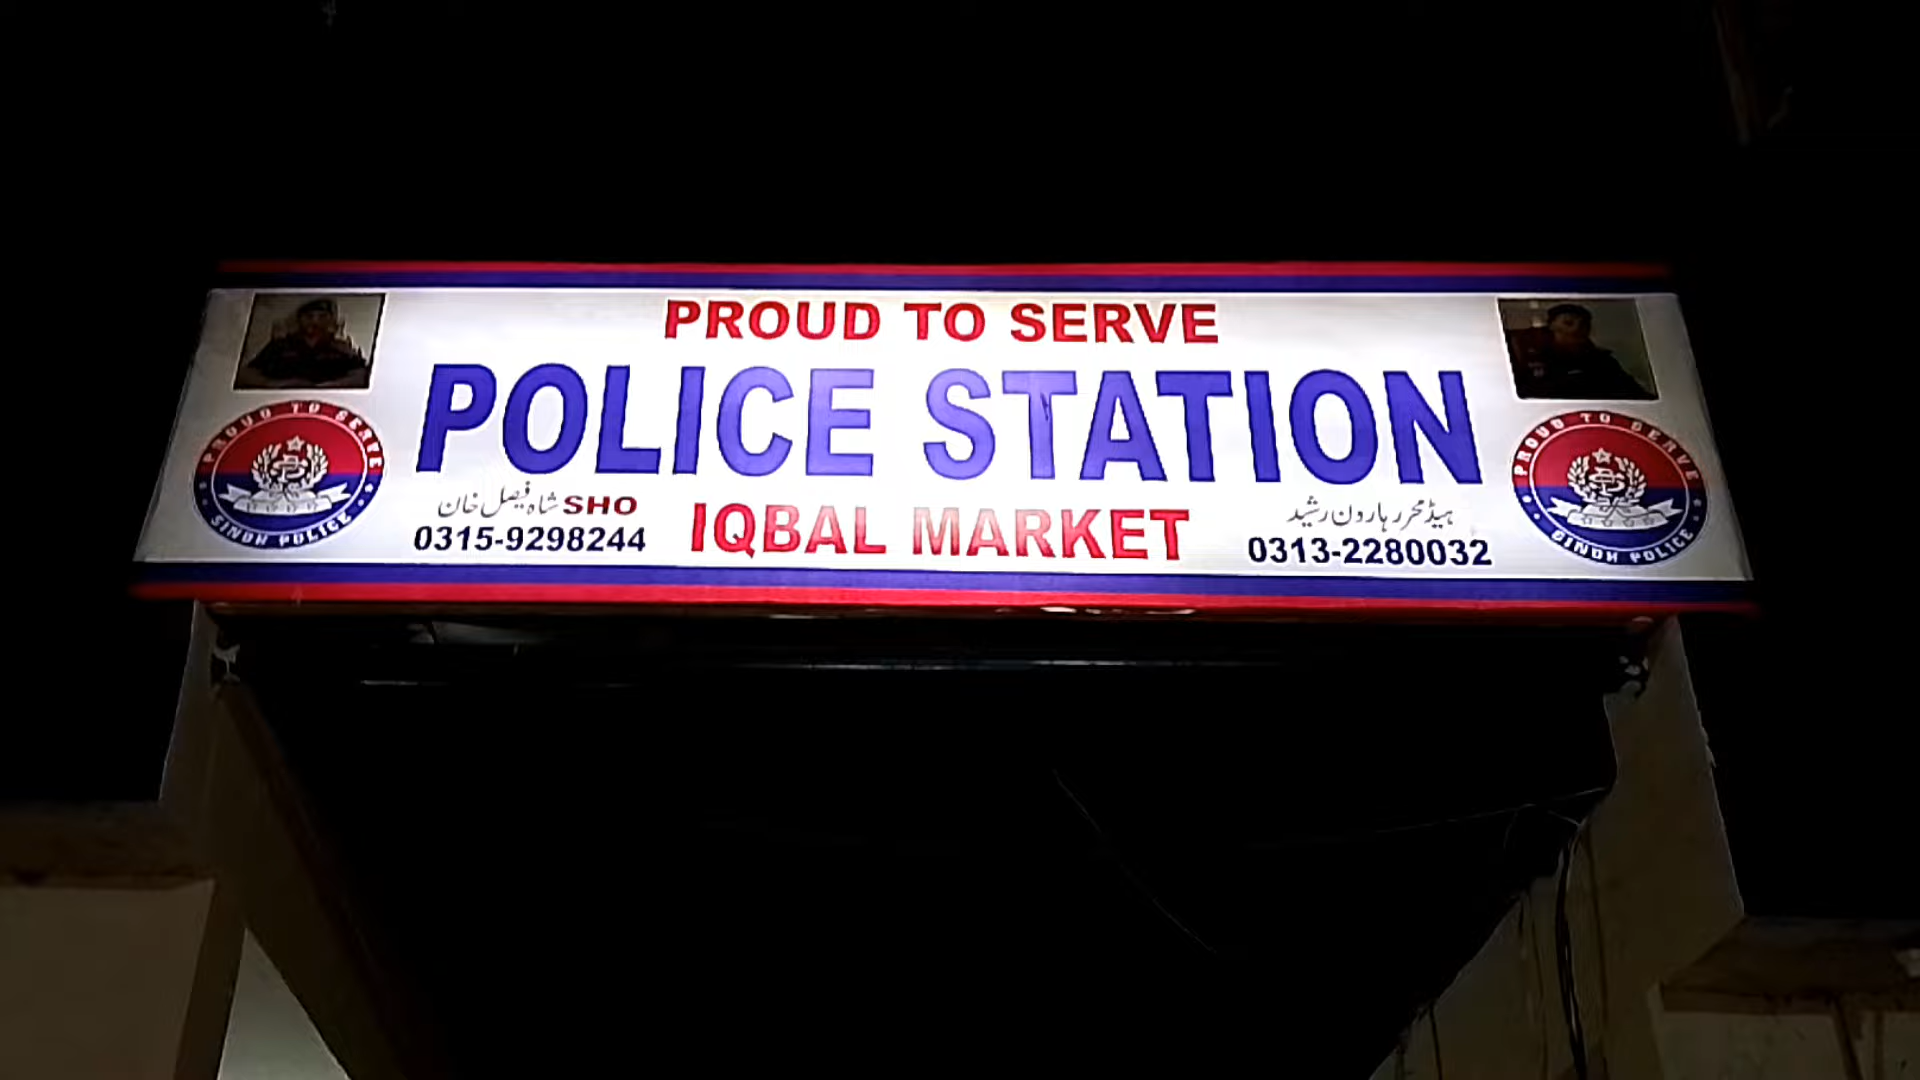 PROUD TO SERVE
POLICE STATION
SHO شاہ فیصل خان
0315-9298244
IQBAL MARKET
ہیڈ محرر ہارون رشید
0313-2280032
PROUD TO SERVE
SINDH POLICE
PROUD TO SERVE
SINDH POLICE